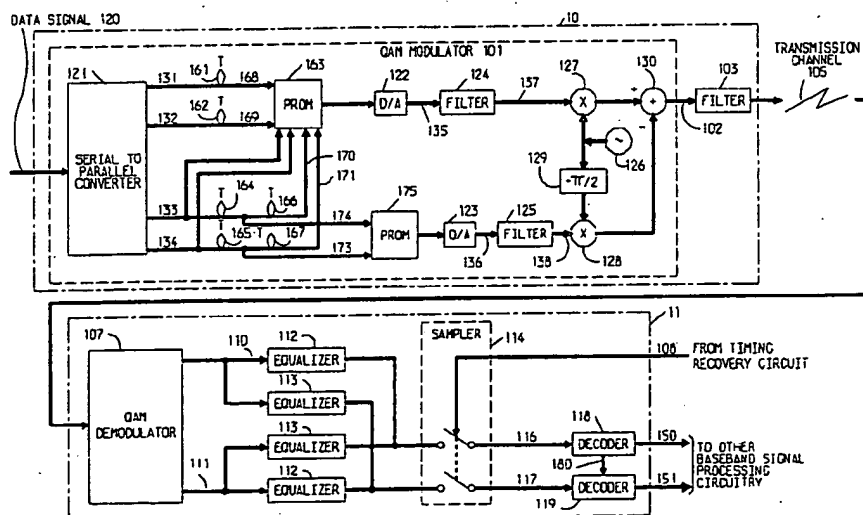 DATA SIGNAL 120
10
QAM MODULATOR 101
121
SERIAL TO
PARALLEL
CONVERTER
131
161
T
168
132
162
T
169
133
134
163
PROM
170
171
164
T
166
T
165
T
167
174
173
175
PROM
122
D/A
135
124
FILTER
137
127
X
130
+
+
-
102
103
FILTER
TRANSMISSION
CHANNEL
105
~
126
129
-π/2
123
D/A
136
125
FILTER
138
X
128
11
107
QAM
DEMODULATOR
110
111
112
EQUALIZER
113
EQUALIZER
113
EQUALIZER
112
EQUALIZER
SAMPLER
114
108
FROM TIMING
RECOVERY CIRCUIT
116
117
118
DECODER
180
DECODER
119
150
151
TO OTHER
BASEBAND SIGNAL
PROCESSING
CIRCUITRY